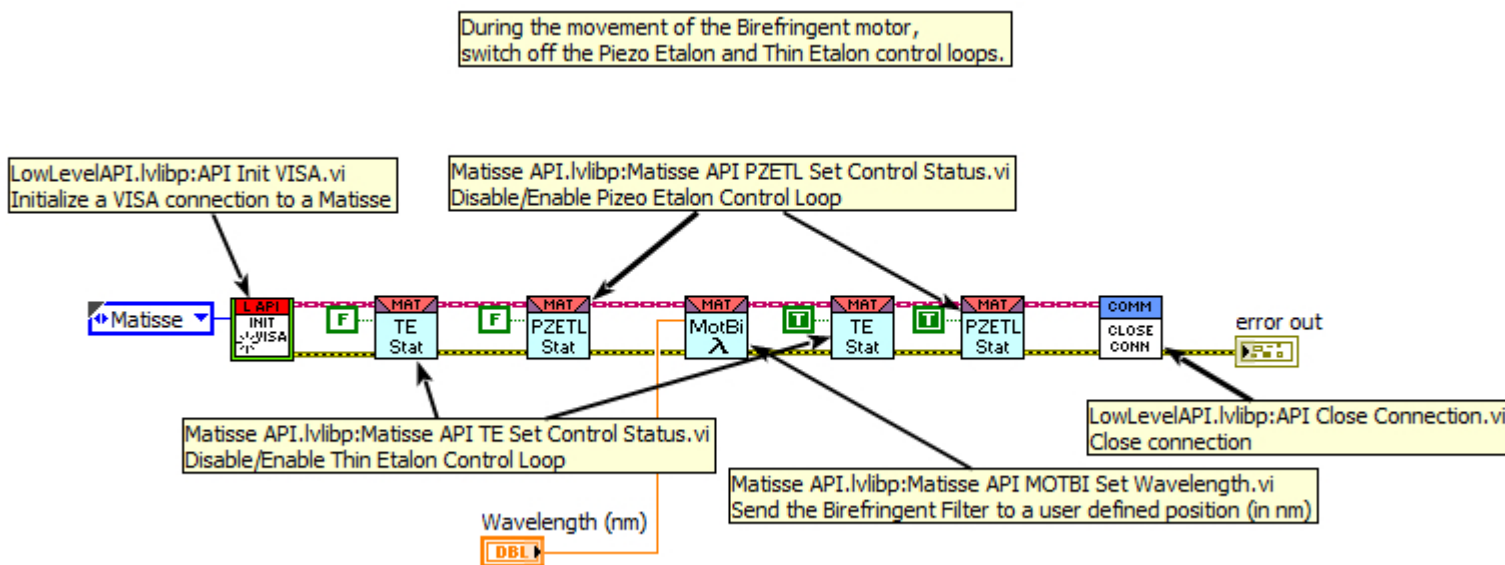 During the movement of the Birefringent motor,
switch off the Piezo Etalon and Thin Etalon control loops.
LowLevelAPI.lvlibp:API Init VISA.vi
Initialize a VISA connection to a Matisse
Matisse API.lvlibp:Matisse API PZETL Set Control Status.vi
Disable/Enable Pizeo Etalon Control Loop
Matisse
L API
INIT
VISA
F
MAT
TE
Stat
F
MAT
PZETL
Stat
MAT
MotBi
λ
T
MAT
TE
Stat
T
MAT
PZETL
Stat
COMM
CLOSE
CONN
error out
Matisse API.lvlibp:Matisse API TE Set Control Status.vi
Disable/Enable Thin Etalon Control Loop
LowLevelAPI.lvlibp:API Close Connection.vi
Close connection
Matisse API.lvlibp:Matisse API MOTBI Set Wavelength.vi
Send the Birefringent Filter to a user defined position (in nm)
Wavelength (nm)
DBL